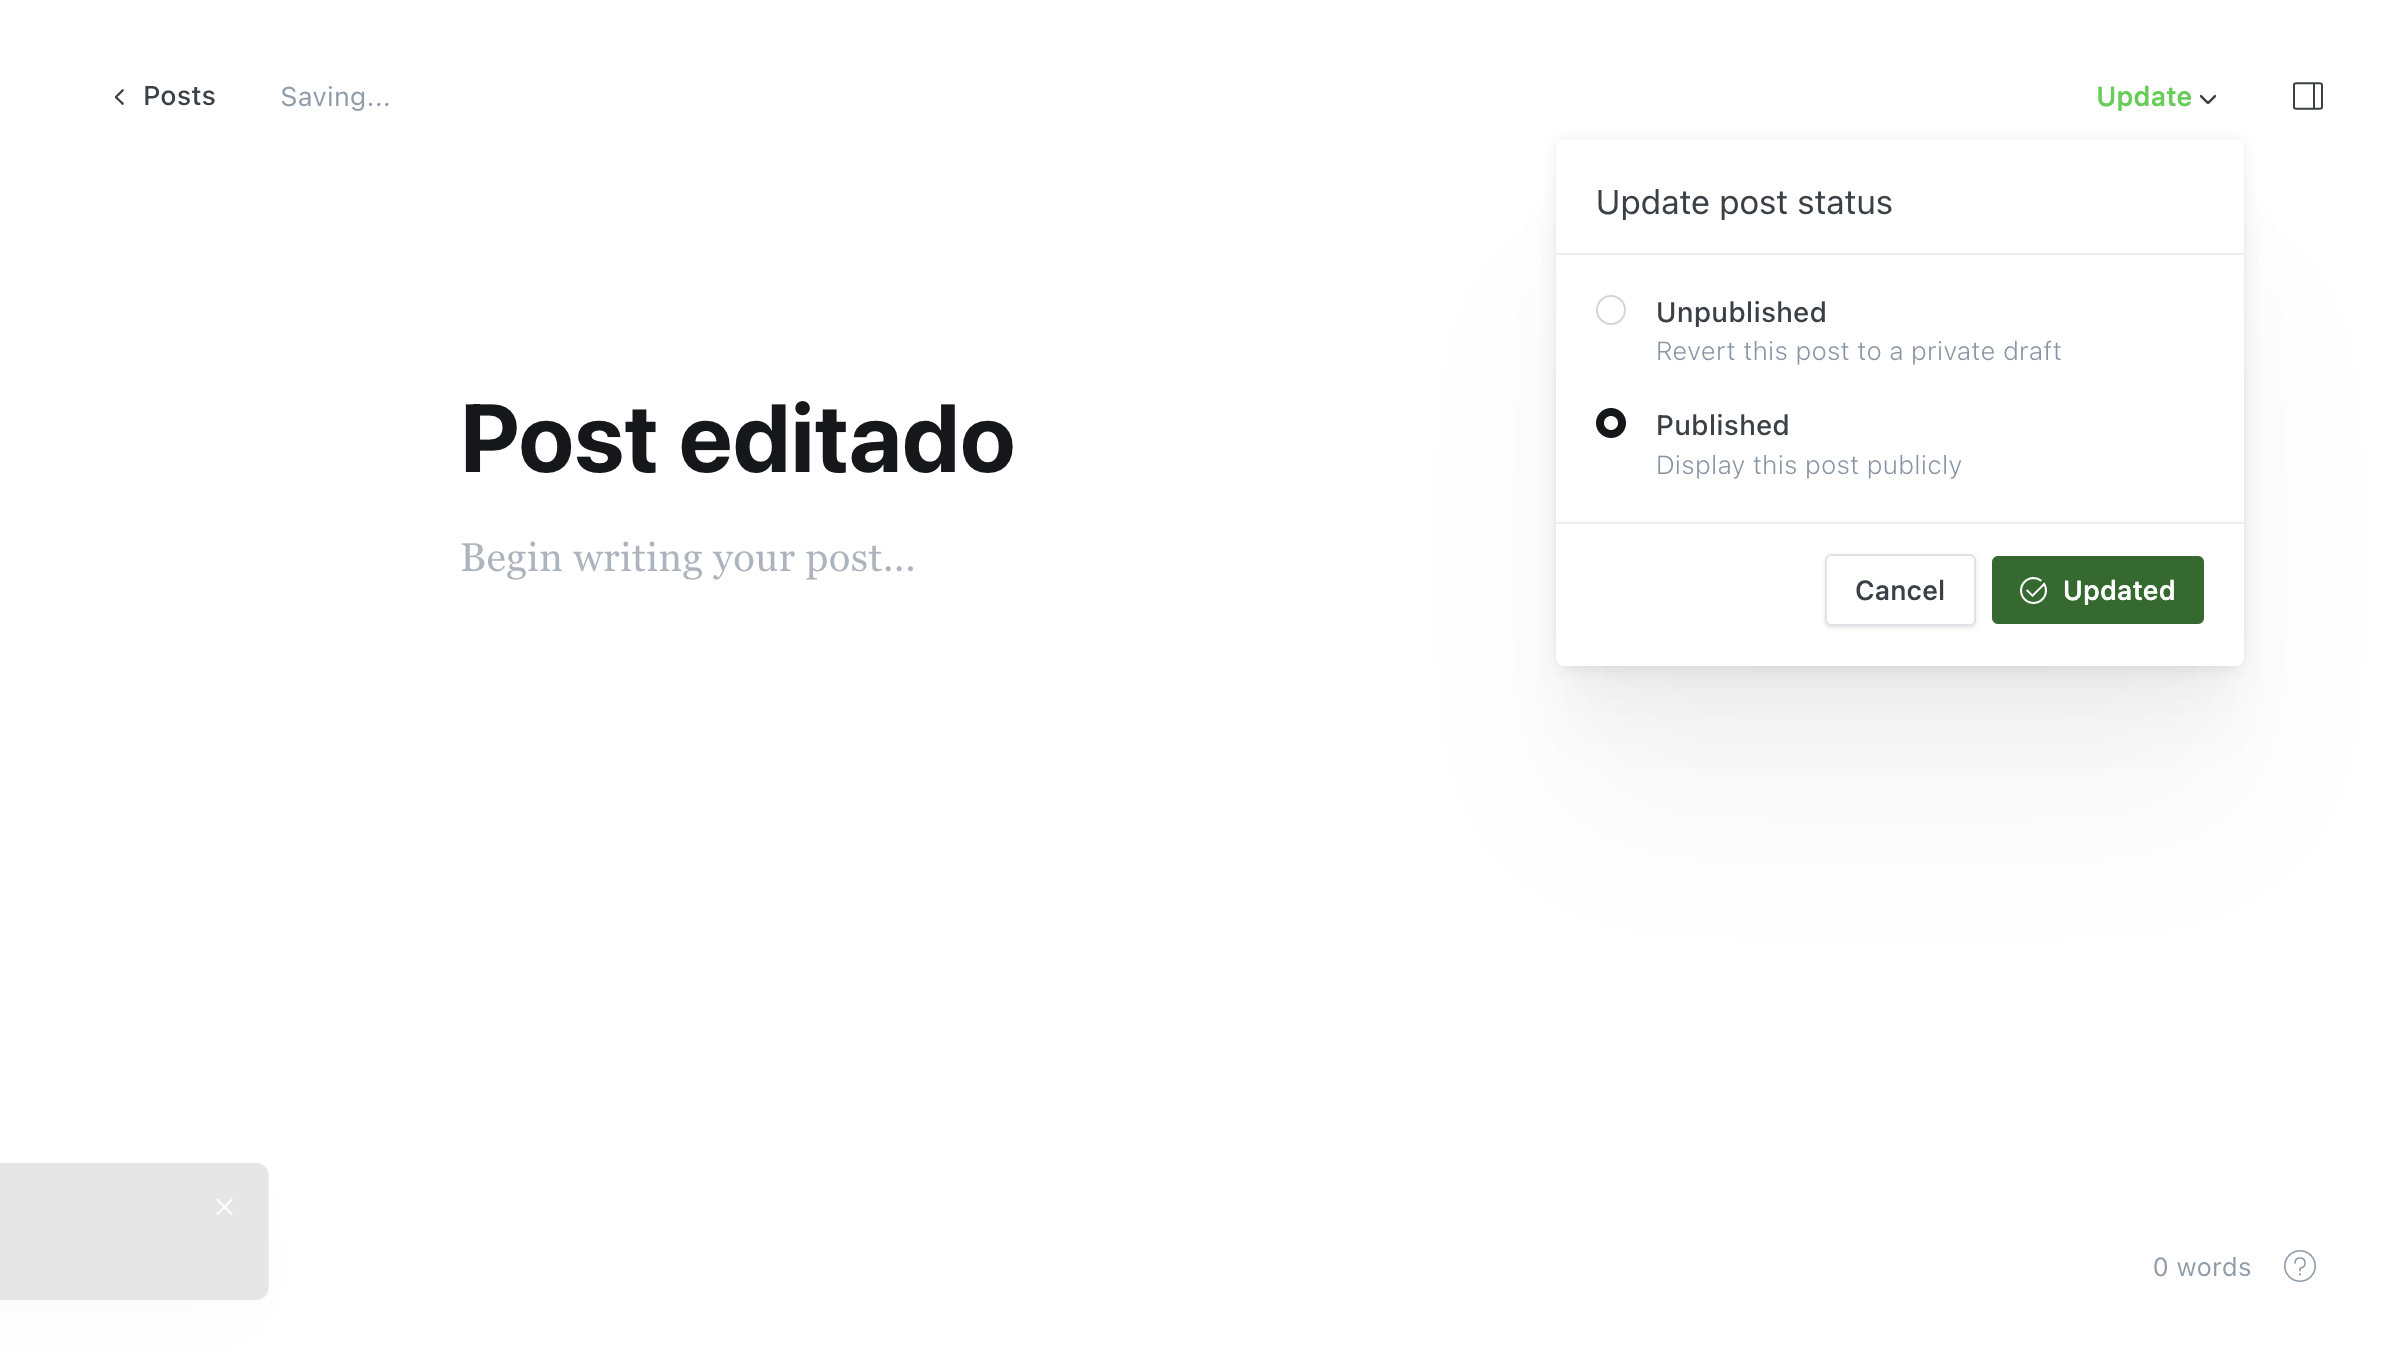 Posts
Saving...
Update
Update post status
Unpublished
Revert this post to a private draft
Published
Display this post publicly
Cancel
Updated
Post editado
Begin writing your post...
0 words